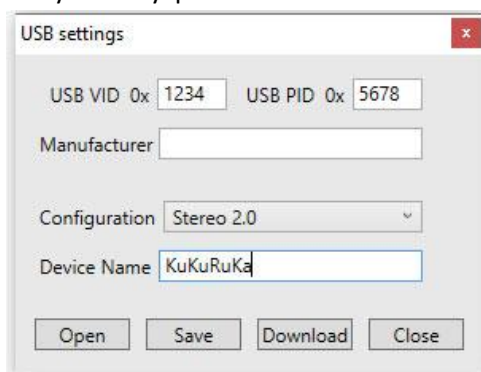 USB settings
x
USB VID 0x 1234 USB PID 0x 5678
Manufacturer
Configuration Stereo 2.0
Device Name KuKuRuKa
Open Save Download Close